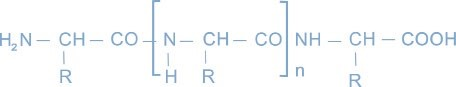 H₂N – CH – CO – [ N – CH – CO ]n NH – CH – COOH
R H R R